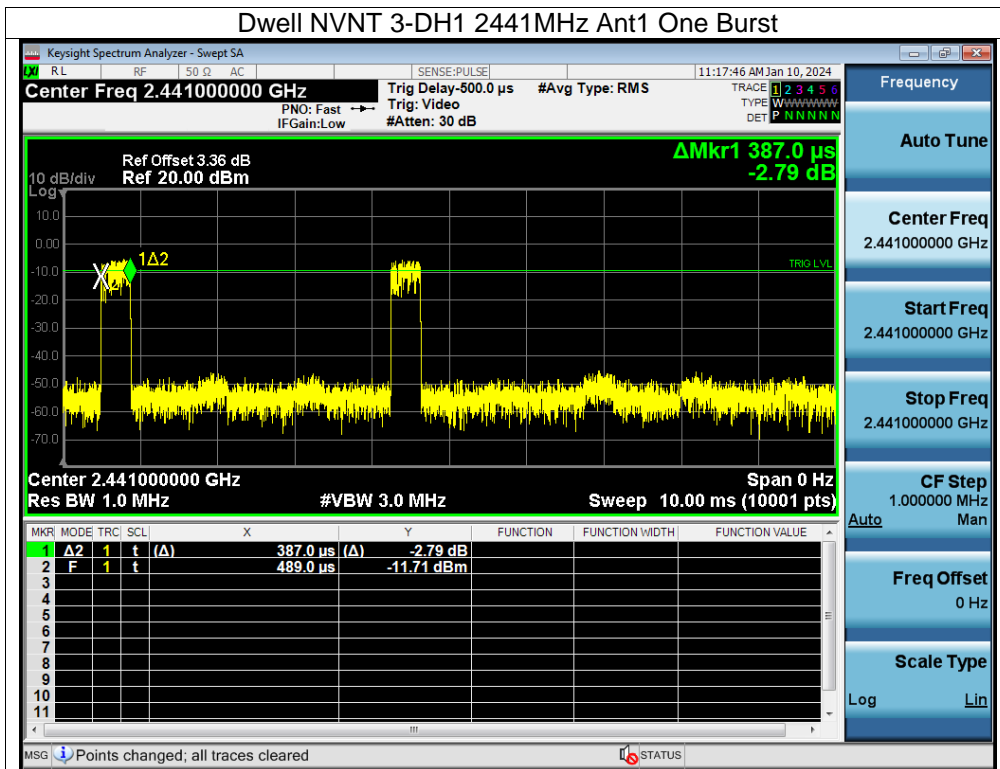 Dwell NVNT 3-DH1 2441MHz Ant1 One Burst
Keysight Spectrum Analyzer - Swept SA
LXI RL RF 50 Ω AC SENSE:PULSE 11:17:46 AM Jan 10, 2024
Center Freq 2.441000000 GHz Trig Delay-500.0 µs #Avg Type: RMS TRACE 1 2 3 4 5 6
PNO: Fast Trig: Video TYPE WWWWWW
IFGain:Low #Atten: 30 dB DET P N N N N N
ΔMkr1 387.0 µs
-2.79 dB
Ref Offset 3.36 dB
10 dB/div Ref 20.00 dBm
Log
10.0
0.00
1Δ2
-10.0
TRIG LVL
-20.0
-30.0
-40.0
-50.0
-60.0
-70.0
Center 2.441000000 GHz Span 0 Hz
Res BW 1.0 MHz #VBW 3.0 MHz Sweep 10.00 ms (10001 pts)
MKR MODE TRC SCL X Y FUNCTION FUNCTION WIDTH FUNCTION VALUE
1 Δ2 1 t (Δ) 387.0 µs (Δ) -2.79 dB
2 F 1 t 489.0 µs -11.71 dBm
3
4
5
6
7
8
9
10
11
MSG Points changed; all traces cleared STATUS
Frequency
Auto Tune
Center Freq
2.441000000 GHz
Start Freq
2.441000000 GHz
Stop Freq
2.441000000 GHz
CF Step
1.000000 MHz
Auto Man
Freq Offset
0 Hz
Scale Type
Log Lin